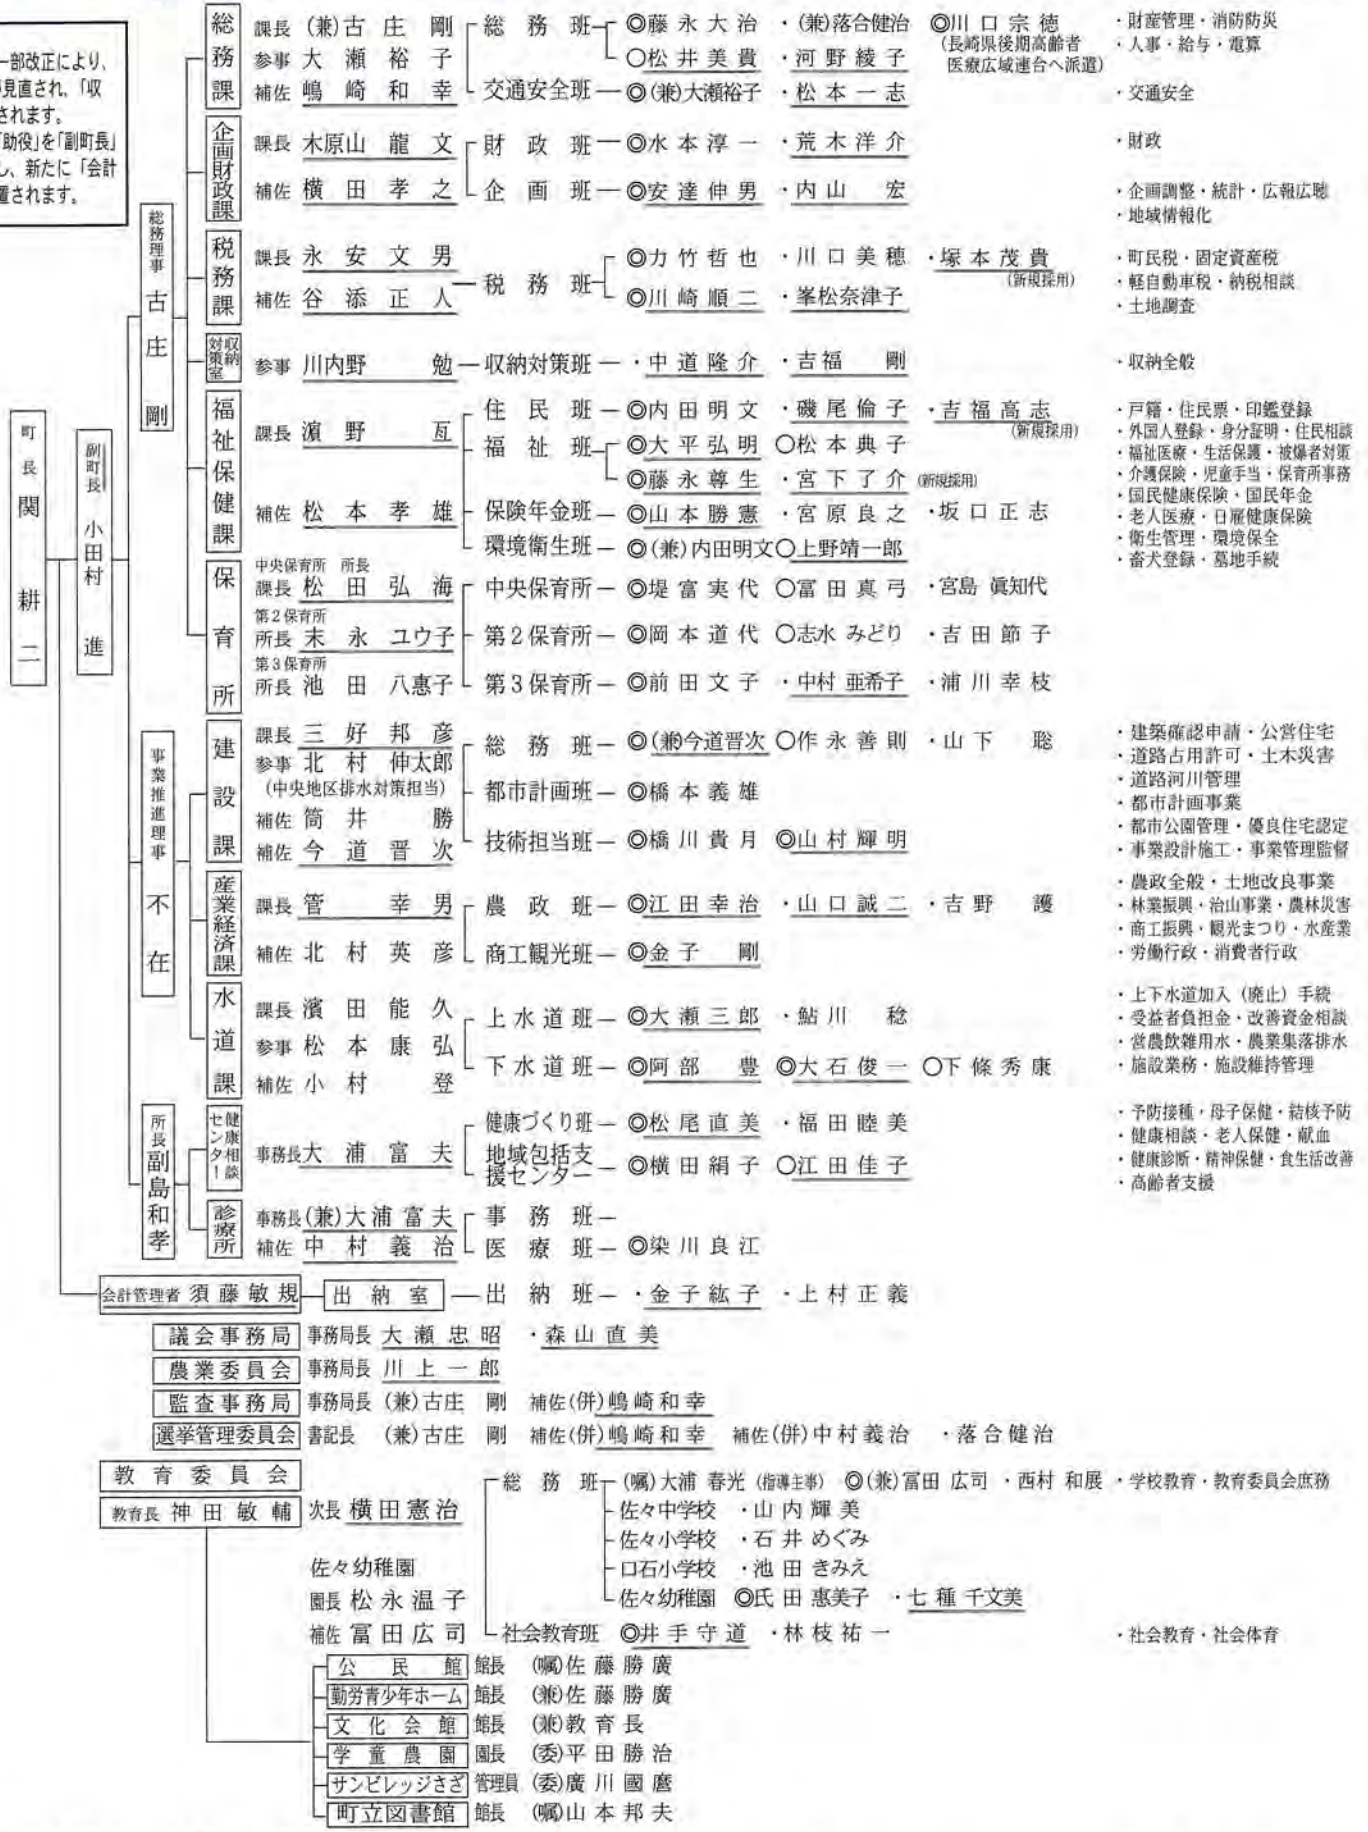 一部改正により、
見直され、「収
されます。
「助役」を「副町長」
し、新たに「会計
置されます。
町長 関 耕 二
副町長 小田村 進
総務理事 古 庄 剛
総務課
課長 (兼)古 庄 剛
参事 大 瀬 裕 子
補佐 嶋 崎 和 幸
総 務 班 ◎藤永大治 ・(兼)落合健治 ◎川口宗徳
(長崎県後期高齢者
医療広域連合へ派遣)
○松井美貴 ・河野綾子
交通安全班 ◎(兼)大瀬裕子 ・松本一志
・財産管理・消防防災
・人事・給与・電算
・交通安全
企画財政課
課長 木原山 龍 文
補佐 横 田 孝 之
財 政 班 ◎水本淳一 ・荒木洋介
企 画 班 ◎安達伸男 ・内山 宏
・財政
・企画調整・統計・広報広聴
・地域情報化
税務課
課長 永 安 文 男
補佐 谷 添 正 人
税 務 班 ◎力竹哲也 ・川口美穂 ・塚本茂貴
(新規採用)
◎川崎順二 ・峯松奈津子
・町民税・固定資産税
・軽自動車税・納税相談
・土地調査
収納対策室
参事 川内野 勉
収納対策班 ・中道隆介 ・吉福 剛
・収納全般
福祉保健課
課長 濵 野 亙
補佐 松 本 孝 雄
住 民 班 ◎内田明文 ・磯尾倫子 ・吉福高志
(新規採用)
福 祉 班 ◎大平弘明 ○松本典子
◎藤永尊生 ・宮下了介 (新規採用)
保険年金班 ◎山本勝憲 ・宮原良之 ・坂口正志
環境衛生班 ◎(兼)内田明文 ○上野靖一郎
・戸籍・住民票・印鑑登録
・外国人登録・身分証明・住民相談
・福祉医療・生活保護・被爆者対策
・介護保険・児童手当・保育所事務
・国民健康保険・国民年金
・老人医療・日雇健康保険
・衛生管理・環境保全
・畜犬登録・墓地手続
保育所
中央保育所 所長
課長 松 田 弘 海
第2保育所
所長 末 永 ユウ子
第3保育所
所長 池 田 八惠子
中央保育所 ◎堤富実代 ○冨田真弓 ・宮島 眞知代
第2保育所 ◎岡本道代 ○志水 みどり ・吉田節子
第3保育所 ◎前田文子 ・中村 亜希子 ・浦川幸枝
事業推進理事 不 在
建設課
課長 三 好 邦 彦
参事 北 村 伸太郎
(中央地区排水対策担当)
補佐 筒 井 勝
補佐 今 道 晋 次
総 務 班 ◎(兼)今道晋次 ○作永善則 ・山下 聡
都市計画班 ◎橋本義雄
技術担当班 ◎橋川貴月 ◎山村輝明
・建築確認申請・公営住宅
・道路占用許可・土木災害
・道路河川管理
・都市計画事業
・都市公園管理・優良住宅認定
・事業設計施工・事業管理監督
産業経済課
課長 管 幸 男
補佐 北 村 英 彦
農 政 班 ◎江田幸治 ・山口誠二 ・吉野 護
商工観光班 ◎金子 剛
・農政全般・土地改良事業
・林業振興・治山事業・農林災害
・商工振興・観光まつり・水産業
・労働行政・消費者行政
水道課
課長 濱 田 能 久
参事 松 本 康 弘
補佐 小 村 登
上水道班 ◎大瀬三郎 ・鮎川 稔
下水道班 ◎阿部 豊 ◎大石俊一 ○下條秀康
・上下水道加入(廃止)手続
・受益者負担金・改善資金相談
・営農飲雑用水・農業集落排水
・施設業務・施設維持管理
所長 副島和孝
健康相談センター
事務長 大 浦 富 夫
健康づくり班 ◎松尾直美 ・福田睦美
地域包括支
援センター ◎横田絹子 ○江田佳子
・予防接種・母子保健・結核予防
・健康相談・老人保健・献血
・健康診断・精神保健・食生活改善
・高齢者支援
診療所
事務長 (兼)大浦富夫
補佐 中 村 義 治
事 務 班
医 療 班 ◎染川良江
会計管理者 須藤敏規 出納室 出 納 班 ・金子紘子 ・上村正義
議会事務局 事務局長 大瀬忠昭 ・森山直美
農業委員会 事務局長 川上一郎
監査事務局 事務局長 (兼)古庄 剛 補佐(併)嶋崎和幸
選挙管理委員会 書記長 (兼)古庄 剛 補佐(併)嶋崎和幸 補佐(併)中村義治 ・落合健治
教育委員会
教育長 神田敏輔 次長 横田憲治
佐々幼稚園
園長 松永温子
補佐 冨田広司
総 務 班 (嘱)大浦 春光 (指導主事) ◎(兼)冨田 広司 ・西村 和展 ・学校教育・教育委員会庶務
佐々中学校 ・山内輝美
佐々小学校 ・石井 めぐみ
口石小学校 ・池田 きみえ
佐々幼稚園 ◎氏田 惠美子 ・七種 千文美
社会教育班 ◎井手守道 ・林枝祐一 ・社会教育・社会体育
公民館 館長 (嘱)佐藤勝廣
勤労青少年ホーム 館長 (兼)佐藤勝廣
文化会館 館長 (兼)教育長
学童農園 園長 (委)平田勝治
サンビレッジさざ 管理員 (委)廣川國麿
町立図書館 館長 (嘱)山本邦夫